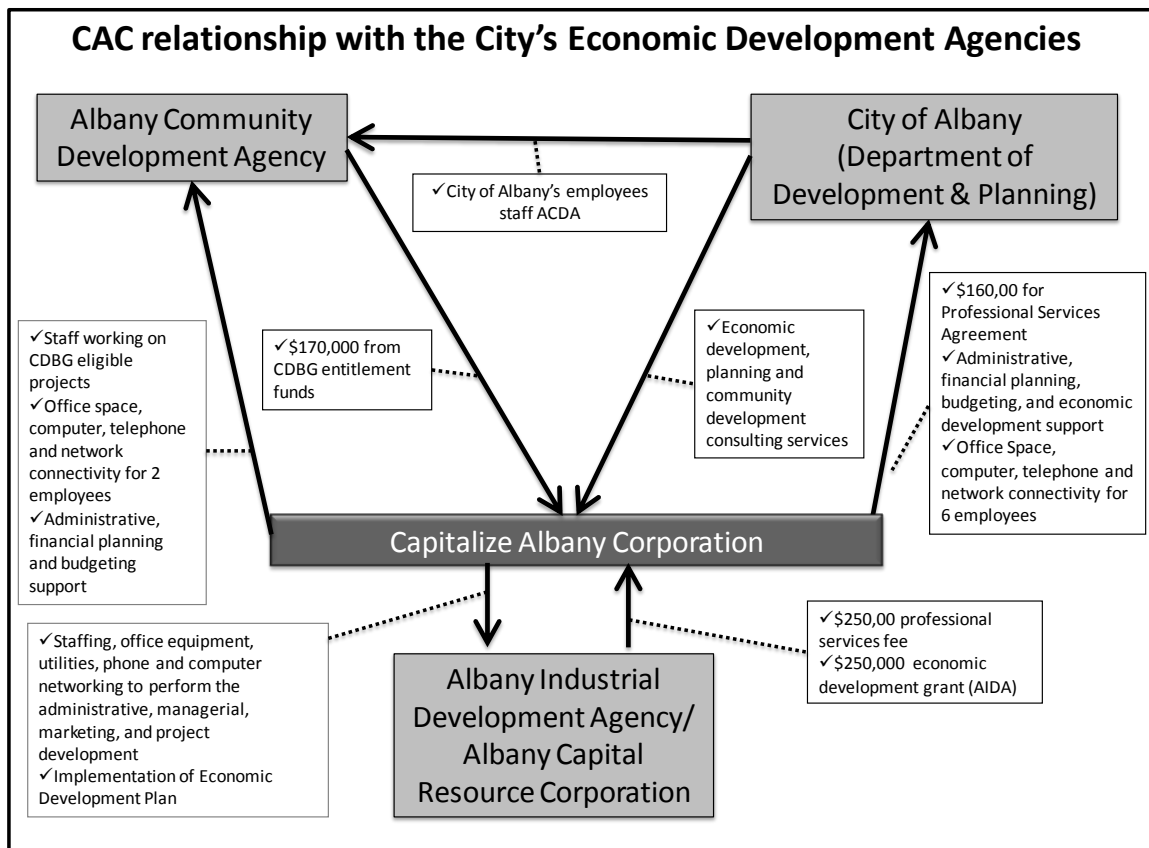 CAC relationship with the City's Economic Development Agencies
Albany Community
Development Agency
City of Albany
(Department of
Development & Planning)
✓City of Albany's employees
staff ACDA
✓Staff working on
CDBG eligible
projects
✓Office space,
computer, telephone
and network
connectivity for 2
employees
✓Administrative,
financial planning
and budgeting
support
✓$170,000 from
CDBG entitlement
funds
✓Economic
development,
planning and
community
development
consulting services
✓$160,00 for
Professional Services
Agreement
✓Administrative,
financial planning,
budgeting, and economic
development support
✓Office Space,
computer, telephone and
network connectivity for
6 employees
Capitalize Albany Corporation
✓Staffing, office equipment,
utilities, phone and computer
networking to perform the
administrative, managerial,
marketing, and project
development
✓Implementation of Economic
Development Plan
Albany Industrial
Development Agency/
Albany Capital
Resource Corporation
✓$250,00 professional
services fee
✓$250,000 economic
development grant (AIDA)